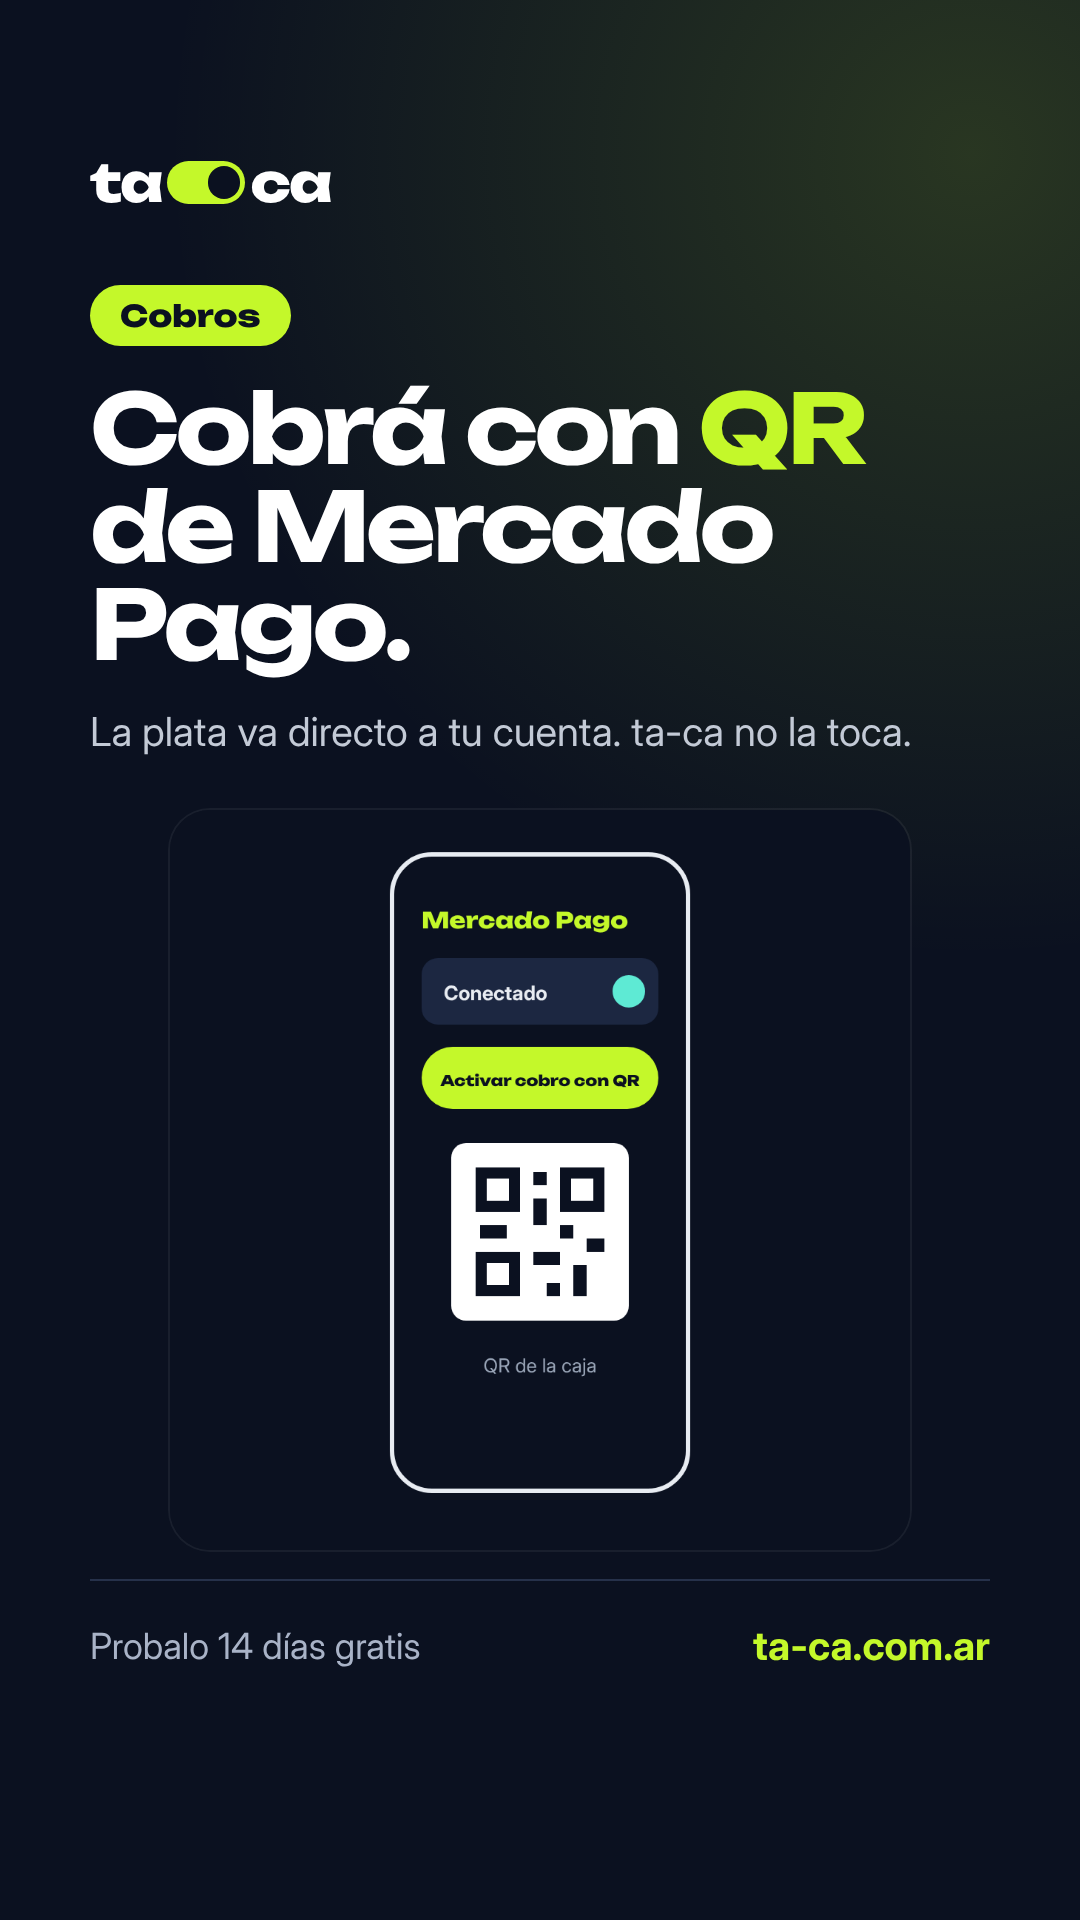 ta ca
Cobros
Cobrá con QR
de Mercado
Pago.
La plata va directo a tu cuenta. ta-ca no la toca.
Mercado Pago
Conectado
Activar cobro con QR
QR de la caja
Probalo 14 días gratis
ta-ca.com.ar